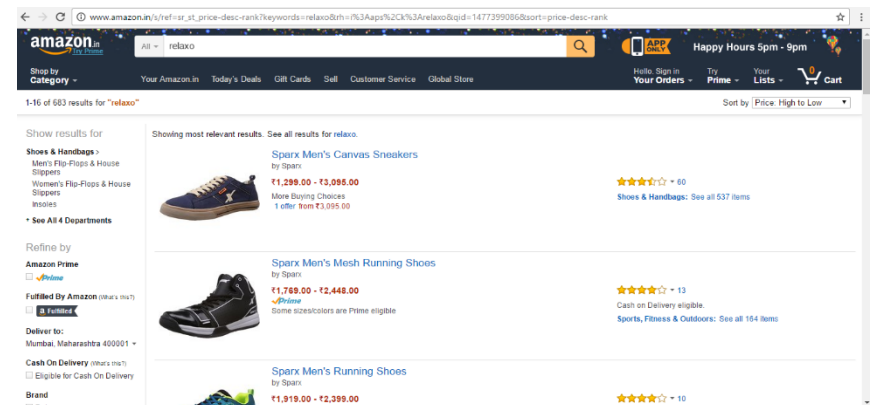 www.amazon.in/s/ref=sr_st_price-desc-rank?keywords=relaxo&rh=i%3Aaps%2Ck%3Arelaxo&qid=1477399086&sort=price-desc-rank
amazon.in
Try Prime
All
relaxo
APP ONLY
Happy Hours 5pm - 9pm
Shop by
Category
Your Amazon.in Today's Deals Gift Cards Sell Customer Service Global Store
Hello. Sign in
Your Orders
Try
Prime
Your
Lists
0
Cart
1-16 of 683 results for "relaxo"
Sort by Price: High to Low
Show results for
Shoes & Handbags >
Men's Flip-Flops & House
Slippers
Women's Flip-Flops & House
Slippers
Insoles
+ See All 4 Departments
Refine by
Amazon Prime
Prime
Fulfilled By Amazon (What's this?)
a Fulfilled
Deliver to:
Mumbai, Maharashtra 400001
Cash On Delivery (What's this?)
Eligible for Cash On Delivery
Brand
Showing most relevant results. See all results for relaxo.
Sparx Men's Canvas Sneakers
by Sparx
₹1,299.00 - ₹3,095.00
More Buying Choices
1 offer from ₹3,095.00
60
Shoes & Handbags: See all 537 items
Sparx Men's Mesh Running Shoes
by Sparx
₹1,769.00 - ₹2,448.00
Prime
Some sizes/colors are Prime eligible
13
Cash on Delivery eligible.
Sports, Fitness & Outdoors: See all 164 items
Sparx Men's Running Shoes
by Sparx
₹1,919.00 - ₹2,399.00
10